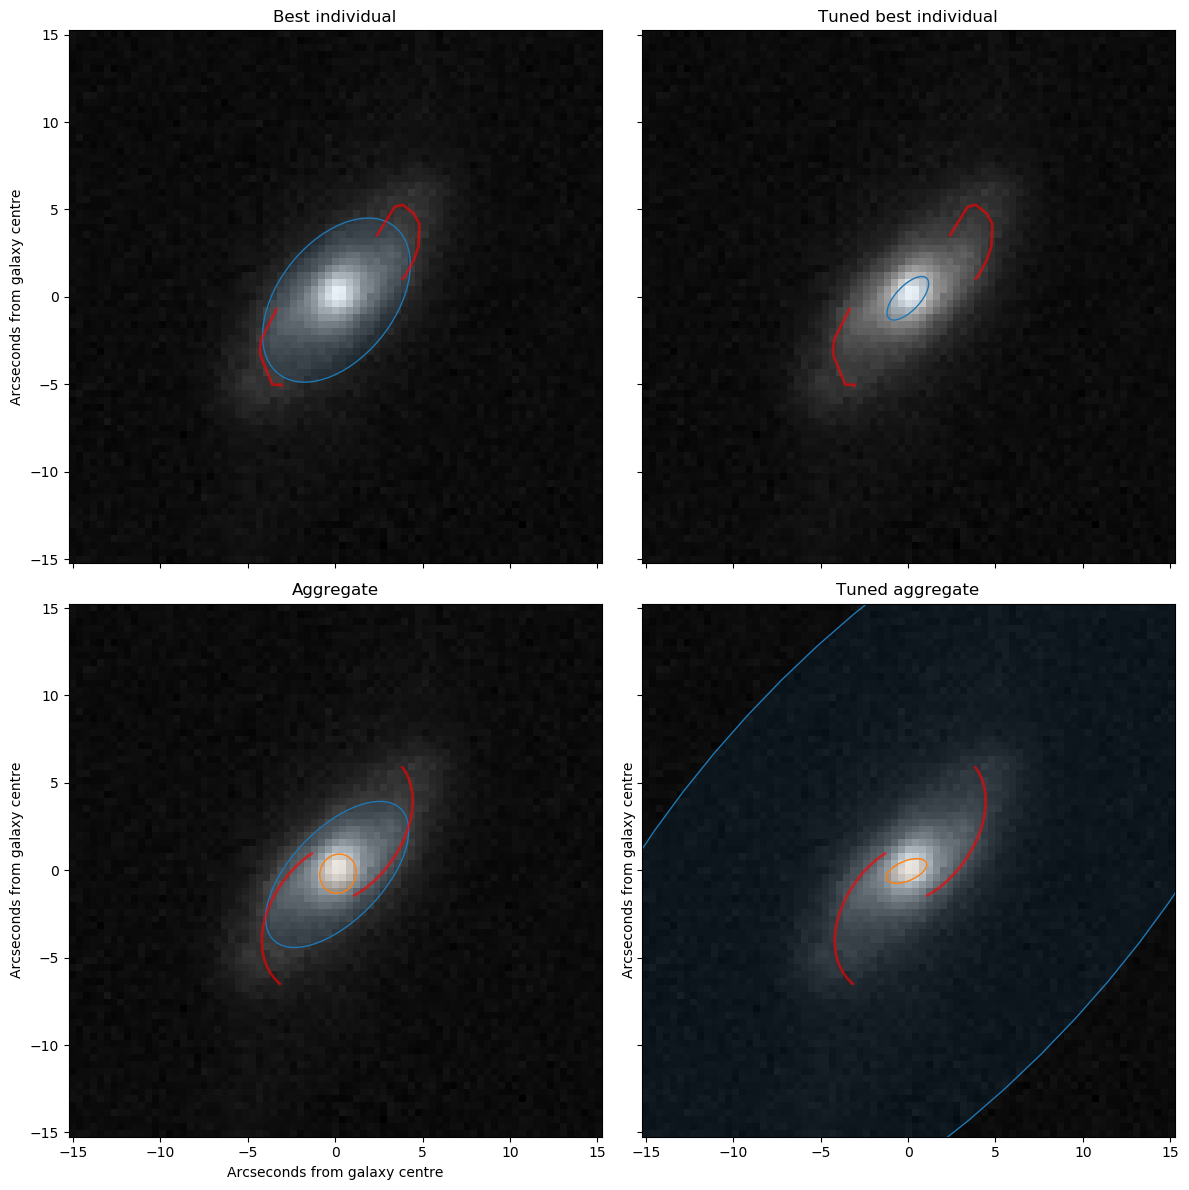 Best individual
Tuned best individual
15
10
5
0
−5
−10
−15
Arcseconds from galaxy centre
Aggregate
Tuned aggregate
15
10
5
0
−5
−10
−15
Arcseconds from galaxy centre
Arcseconds from galaxy centre
−15 −10 −5 0 5 10 15
−15 −10 −5 0 5 10 15
Arcseconds from galaxy centre